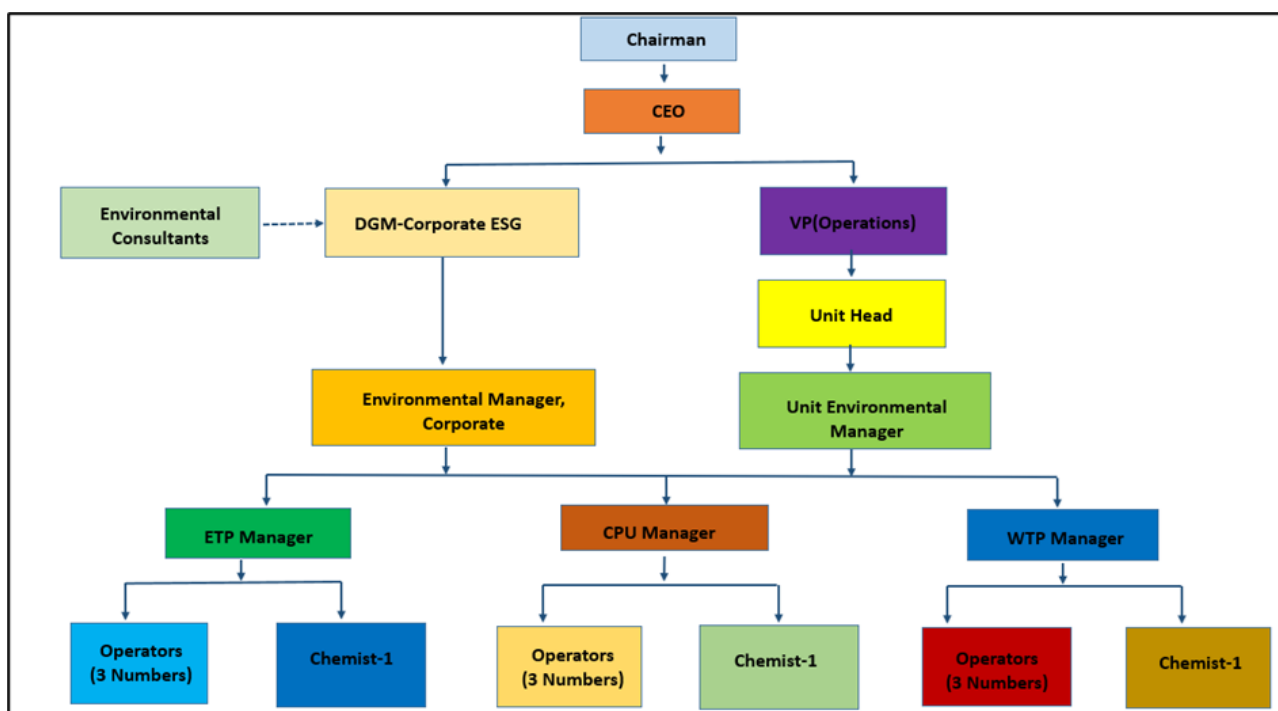 Chairman
CEO
Environmental
Consultants
DGM-Corporate ESG
VP(Operations)
Unit Head
Environmental Manager,
Corporate
Unit Environmental
Manager
ETP Manager
CPU Manager
WTP Manager
Operators
(3 Numbers)
Chemist-1
Operators
(3 Numbers)
Chemist-1
Operators
(3 Numbers)
Chemist-1